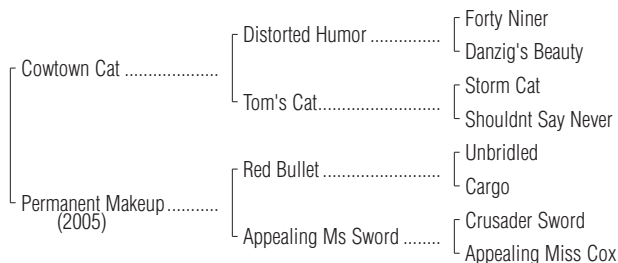 Forty Niner
Distorted Humor ...............
Danzig's Beauty
Cowtown Cat ....................
Storm Cat
Tom's Cat..........................
Shouldnt Say Never
Unbridled
Red Bullet .........................
Cargo
Permanent Makeup...........
(2005)
Crusader Sword
Appealing Ms Sword ........
Appealing Miss Cox